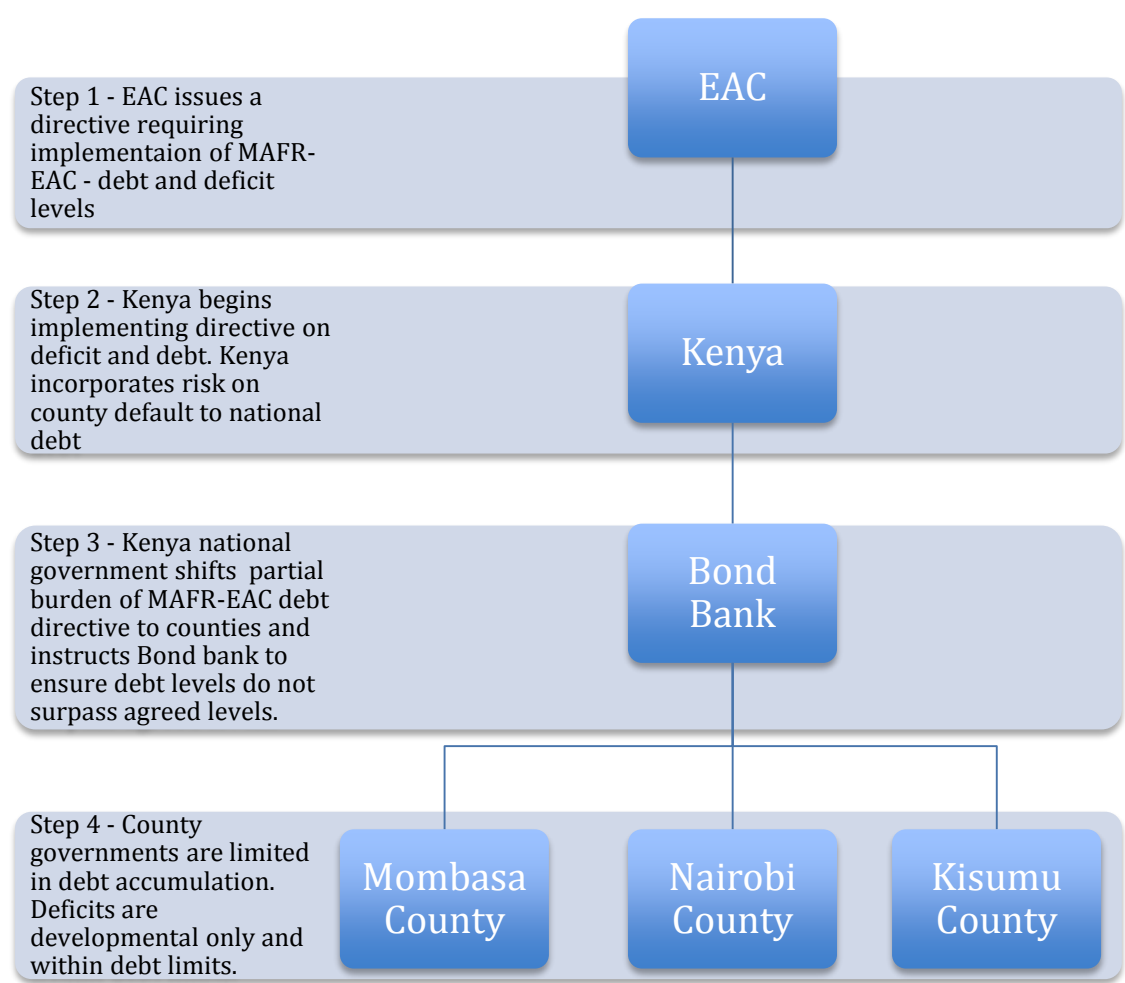 EAC
Step 1 - EAC issues a
directive requiring
implementaion of MAFR-
EAC - debt and deficit
levels
Kenya
Step 2 - Kenya begins
implementing directive on
deficit and debt. Kenya
incorporates risk on
county default to national
debt
Bond
Bank
Step 3 - Kenya national
government shifts  partial
burden of MAFR-EAC debt
directive to counties and
instructs Bond bank to
ensure debt levels do not
surpass agreed levels.
Step 4 - County
governments are limited
in debt accumulation.
Deficits are
developmental only and
within debt limits.
Mombasa
County
Nairobi
County
Kisumu
County